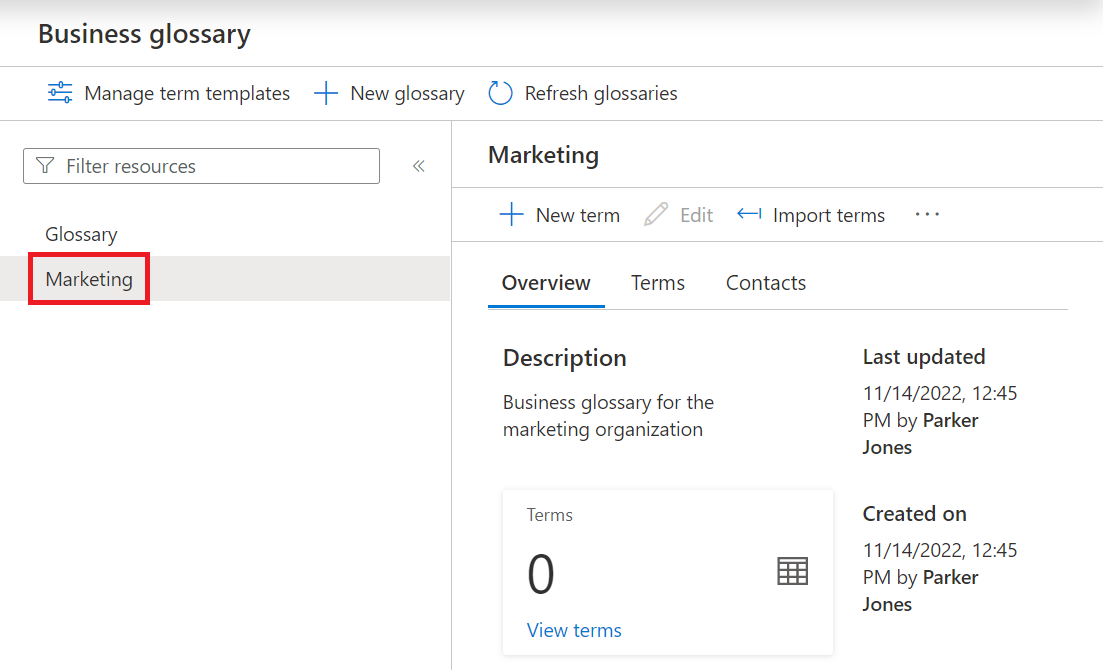 Business glossary
Manage term templates
New glossary
Refresh glossaries
Filter resources
Glossary
Marketing
Marketing
New term
Edit
Import terms
Overview
Terms
Contacts
Description
Business glossary for the
marketing organization
Last updated
11/14/2022, 12:45
PM by Parker
Jones
Terms
0
View terms
Created on
11/14/2022, 12:45
PM by Parker
Jones